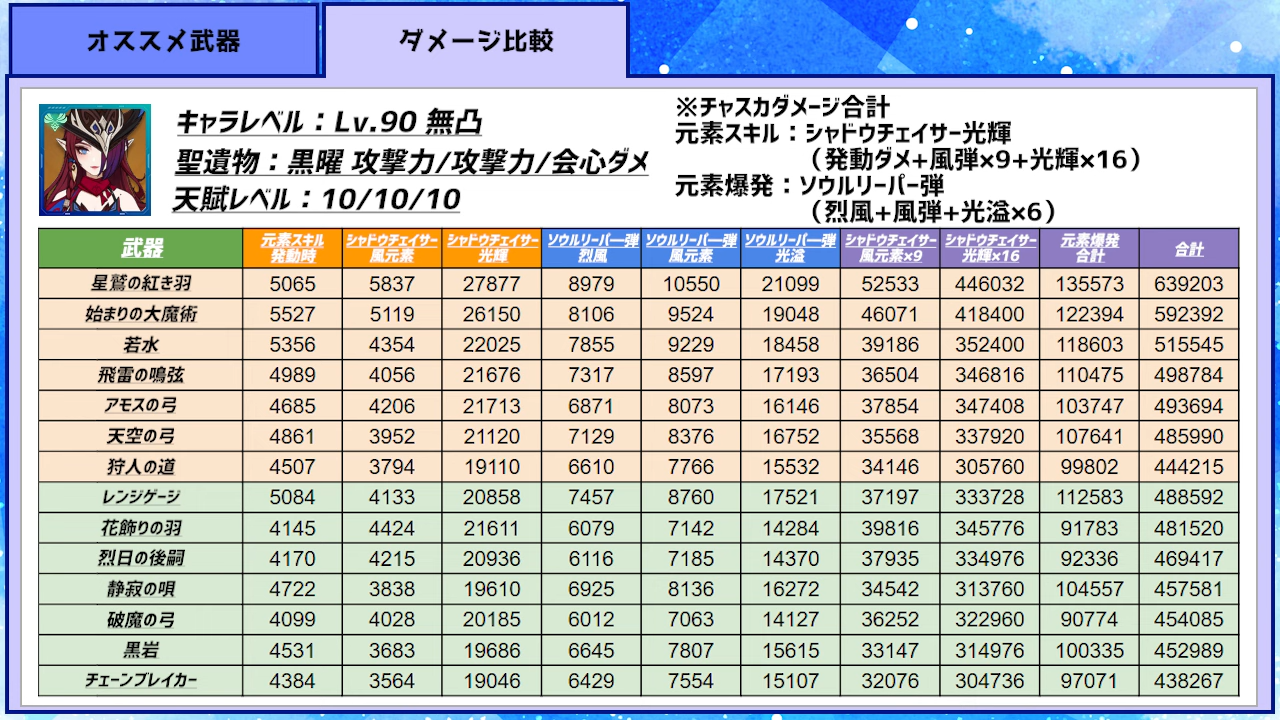 オススメ武器
ダメージ比較
キャラレベル：Lv.90 無凸
聖遺物：黒曜 攻撃力/攻撃力/会心ダメ
天賦レベル：10/10/10
※チャスカダメージ合計
元素スキル：シャドウチェイサー光輝
（発動ダメ+風弾×9+光輝×16）
元素爆発：ソウルリーパー弾
（烈風+風弾+光溢×6）
武器 元素スキル発動時 シャドウチェイサー風元素 シャドウチェイサー光輝 ソウルリーパー弾烈風 ソウルリーパー弾風元素 ソウルリーパー弾光溢 シャドウチェイサー風元素×9 シャドウチェイサー光輝×16 元素爆発合計 合計
星鷲の紅き羽 5065 5837 27877 8979 10550 21099 52533 446032 135573 639203
始まりの大魔術 5527 5119 26150 8106 9524 19048 46071 418400 122394 592392
若水 5356 4354 22025 7855 9229 18458 39186 352400 118603 515545
飛雷の鳴弦 4989 4056 21676 7317 8597 17193 36504 346816 110475 498784
アモスの弓 4685 4206 21713 6871 8073 16146 37854 347408 103747 493694
天空の弓 4861 3952 21120 7129 8376 16752 35568 337920 107641 485990
狩人の道 4507 3794 19110 6610 7766 15532 34146 305760 99802 444215
レンジゲージ 5084 4133 20858 7457 8760 17521 37197 333728 112583 488592
花飾りの羽 4145 4424 21611 6079 7142 14284 39816 345776 91783 481520
烈日の後嗣 4170 4215 20936 6116 7185 14370 37935 334976 92336 469417
静寂の唄 4722 3838 19610 6925 8136 16272 34542 313760 104557 457581
破魔の弓 4099 4028 20185 6012 7063 14127 36252 322960 90774 454085
黒岩 4531 3683 19686 6645 7807 15615 33147 314976 100335 452989
チェーンブレイカー 4384 3564 19046 6429 7554 15107 32076 304736 97071 438267